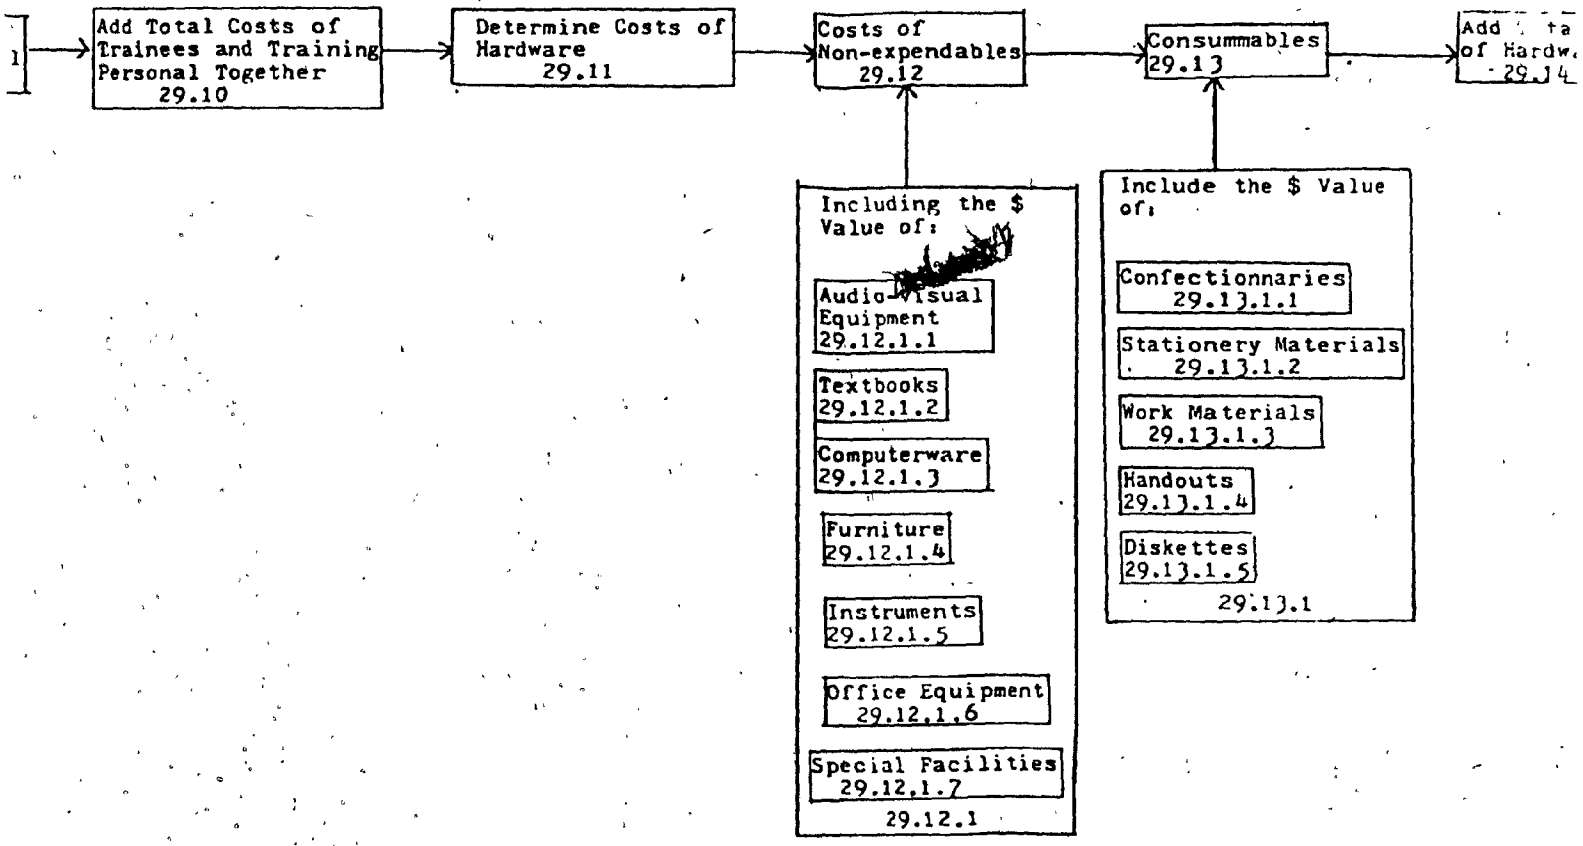 1
Add Total Costs of
Trainees and Training
Personal Together
29.10
Determine Costs of
Hardware
29.11
Costs of
Non-expendables
29.12
Consummables
29.13
Add
of Hardw
29.14
Including the $
Value of:
Audio-Visual
Equipment
29.12.1.1
Textbooks
29.12.1.2
Computerware
29.12.1.3
Furniture
29.12.1.4
Instruments
29.12.1.5
Office Equipment
29.12.1.6
Special Facilities
29.12.1.7
29.12.1
Include the $ Value
of:
Confectionnaries
29.13.1.1
Stationery Materials
29.13.1.2
Work Materials
29.13.1.3
Handouts
29.13.1.4
Diskettes
29.13.1.5
29.13.1